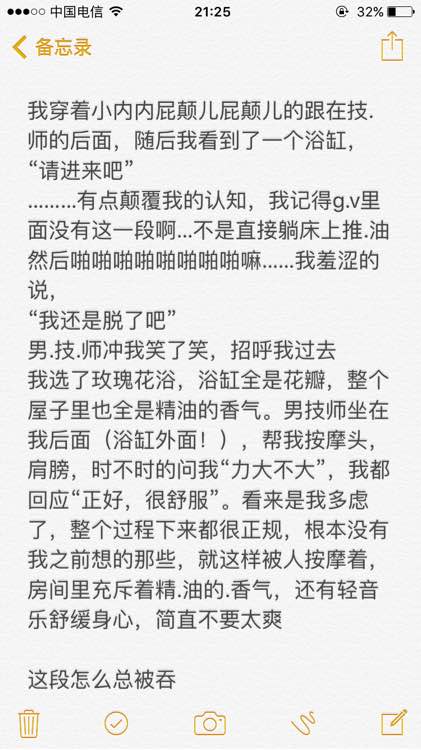 中国电信 21:25 32%
备忘录
我穿着小内内屁颠儿屁颠儿的跟在技.
师的后面，随后我看到了一个浴缸，
“请进来吧”
………有点颠覆我的认知，我记得g.v里
面没有这一段啊...不是直接躺床上推.油
然后啪啪啪啪啪啪啪啪嘛……我羞涩的
说，
“我还是脱了吧”
男.技.师冲我笑了笑，招呼我过去
我选了玫瑰花浴，浴缸全是花瓣，整个
屋子里也全是精油的香气。男技师坐在
我后面（浴缸外面！），帮我按摩头，
肩膀，时不时的问我“力大不大”，我都
回应“正好，很舒服”。看来是我多虑
了，整个过程下来都很正规，根本没有
我之前想的那些，就这样被人按摩着，
房间里充斥着精.油的.香气，还有轻音
乐舒缓身心，简直不要太爽
这段怎么总被吞